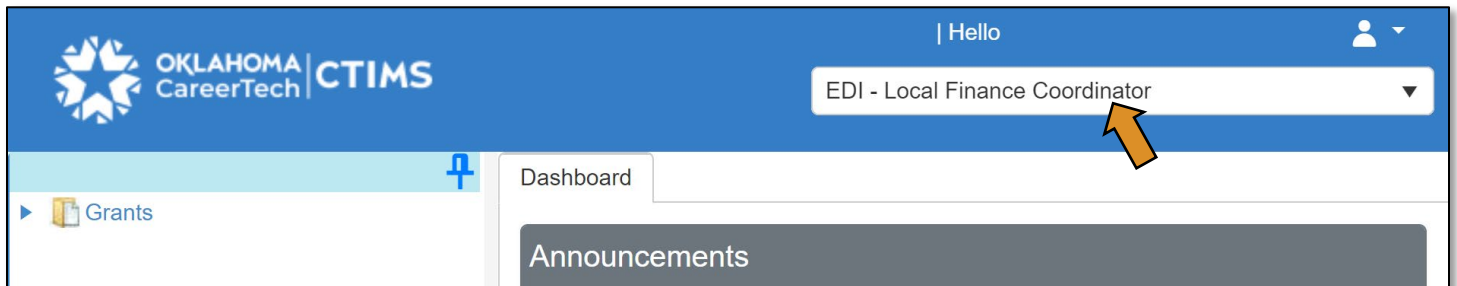 | Hello
OKLAHOMA
CareerTech
CTIMS
EDI - Local Finance Coordinator
Dashboard
Grants
Announcements